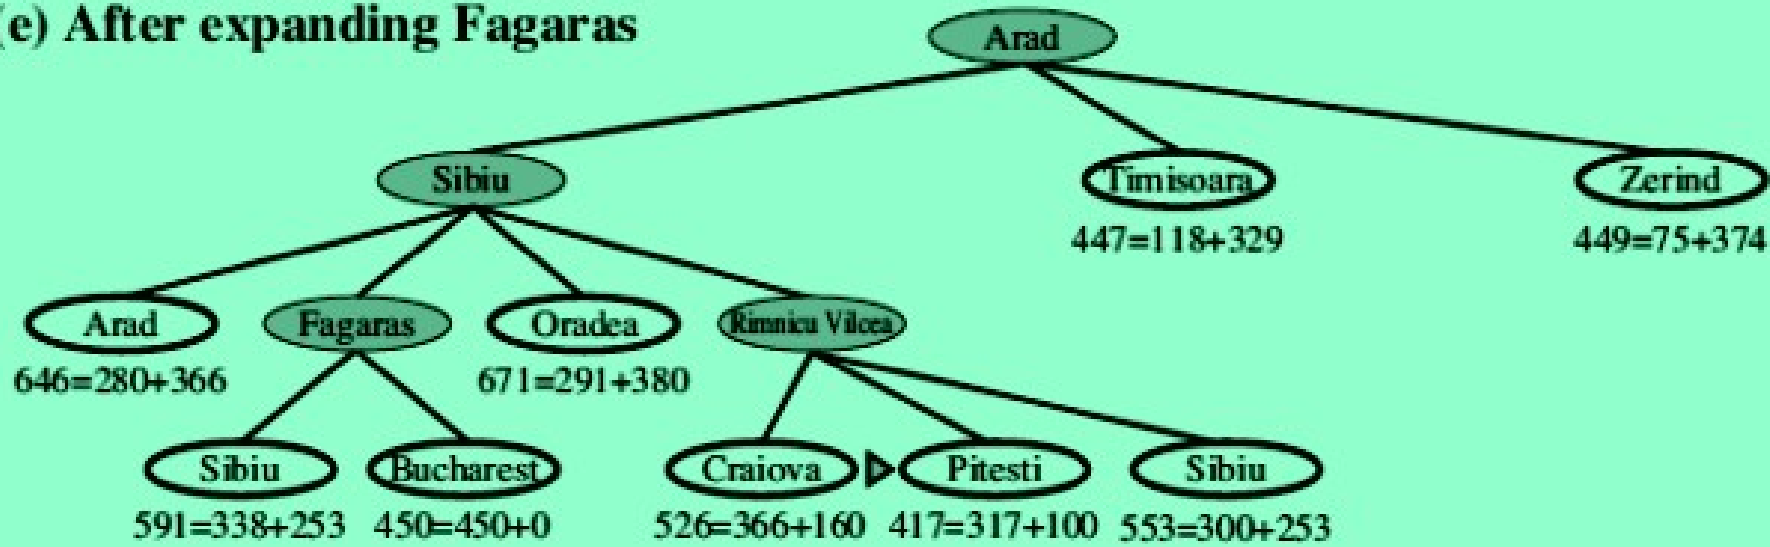 (e) After expanding Fagaras
Arad
Sibiu
Timisoara
Zerind
447=118+329
449=75+374
Arad
Fagaras
Oradea
Rimnicu Vilcea
646=280+366
671=291+380
Sibiu
Bucharest
Craiova
Pitesti
Sibiu
591=338+253
450=450+0
526=366+160
417=317+100
553=300+253